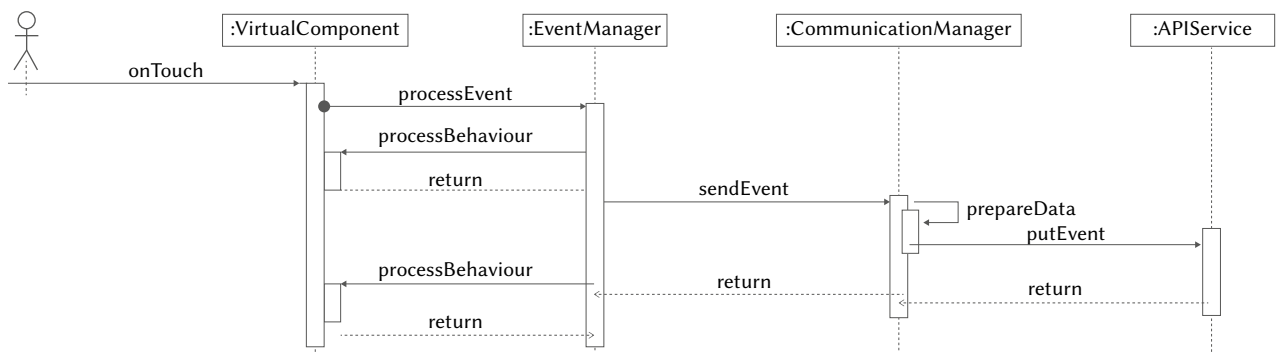 :VirtualComponent
:EventManager
:CommunicationManager
:APIService
onTouch
processEvent
processBehaviour
return
sendEvent
prepareData
putEvent
processBehaviour
return
return
return